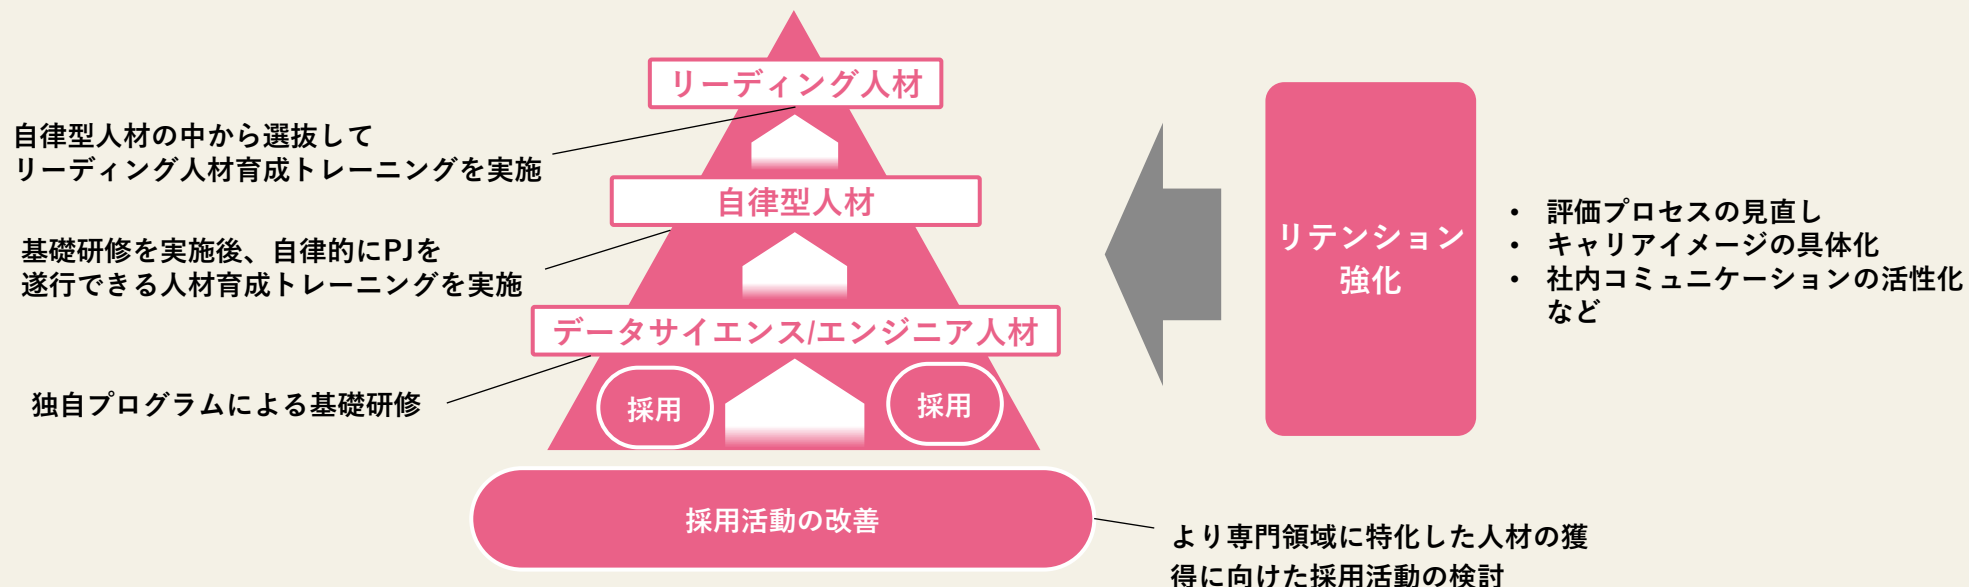 リーディング人材
自律型人材の中から選抜して
リーディング人材育成トレーニングを実施
自律型人材
基礎研修を実施後、自律的にPJを
遂行できる人材育成トレーニングを実施
データサイエンス/エンジニア人材
独自プログラムによる基礎研修
採用
採用
採用活動の改善
より専門領域に特化した人材の獲
得に向けた採用活動の検討
リテンション
強化
• 評価プロセスの見直し
• キャリアイメージの具体化
• 社内コミュニケーションの活性化
など